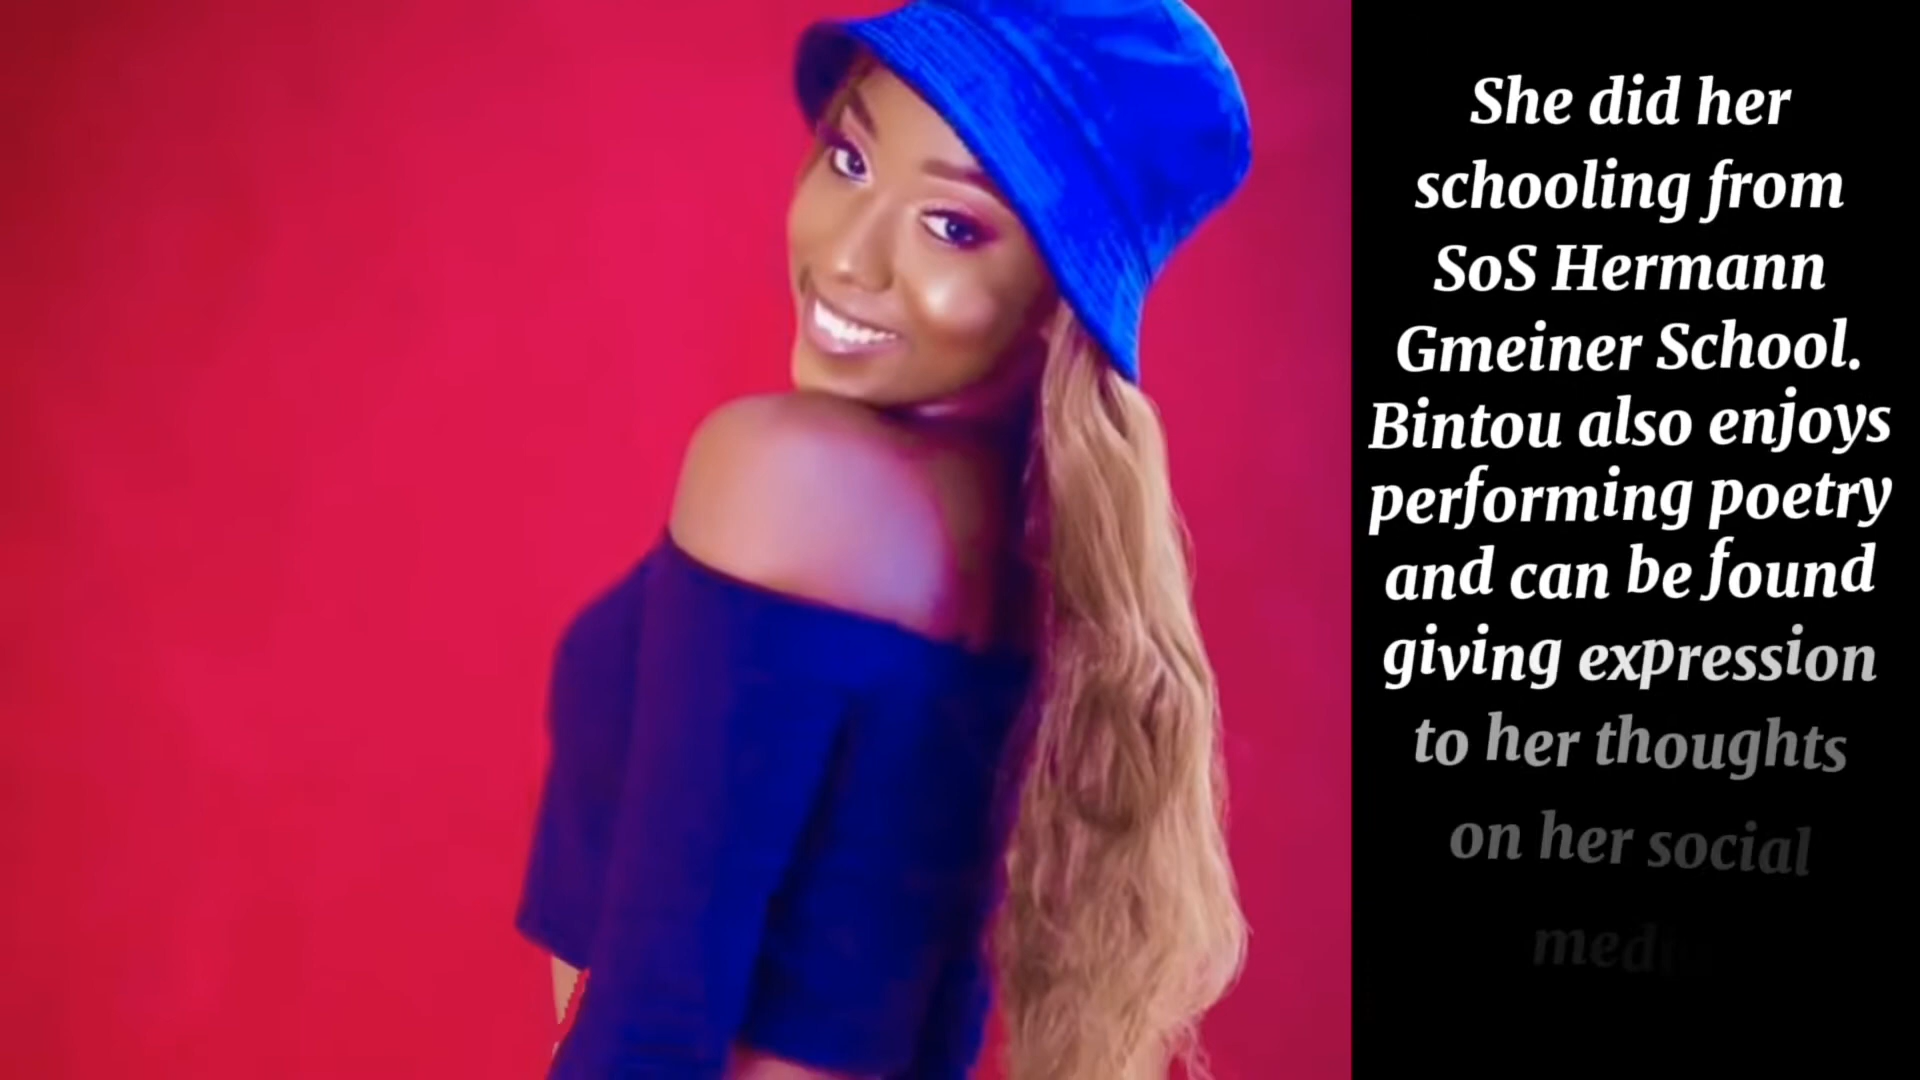 She did her
schooling from
SoS Hermann
Gmeiner School.
Bintou also enjoys
performing poetry
and can be found
giving expression
to her thoughts
on her social